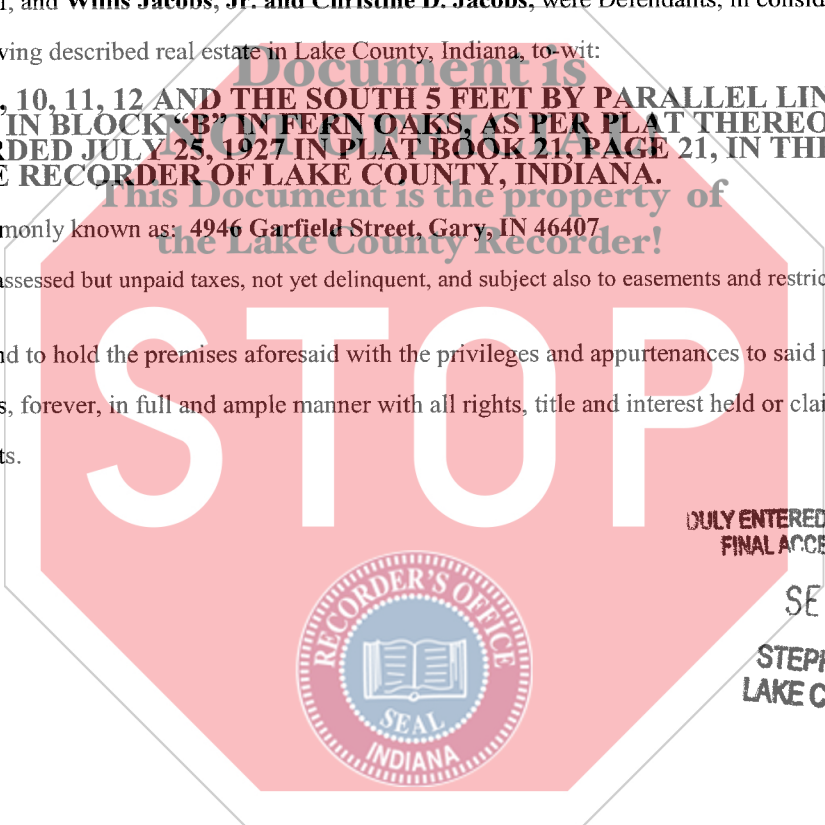 and Willis Jacobs, Jr. and Christine D. Jacobs, were Defendants, in consid
ving described real estate in Lake County, Indiana, to-wit:
Document is
, 10, 11, 12 AND THE SOUTH 5 FEET BY PARALLEL LIN
IN BLOCK “B” IN FERN OAKS, AS PER PLAT THEREO
NOT OFFICIAL
RDED JULY 25, 1927 IN PLAT BOOK 21, PAGE 21, IN THE
E RECORDER OF LAKE COUNTY, INDIANA.
This Document is the property of
monly known as: 4946 Garfield Street, Gary, IN 46407
the Lake County Recorder!
assessed but unpaid taxes, not yet delinquent, and subject also to easements and restric
nd to hold the premises aforesaid with the privileges and appurtenances to said p
s, forever, in full and ample manner with all rights, title and interest held or clai
ts.
STOP
DULY ENTERED
FINAL ACCE
SE
STEPH
LAKE C
RECORDER'S OFFICE
SEAL
INDIANA